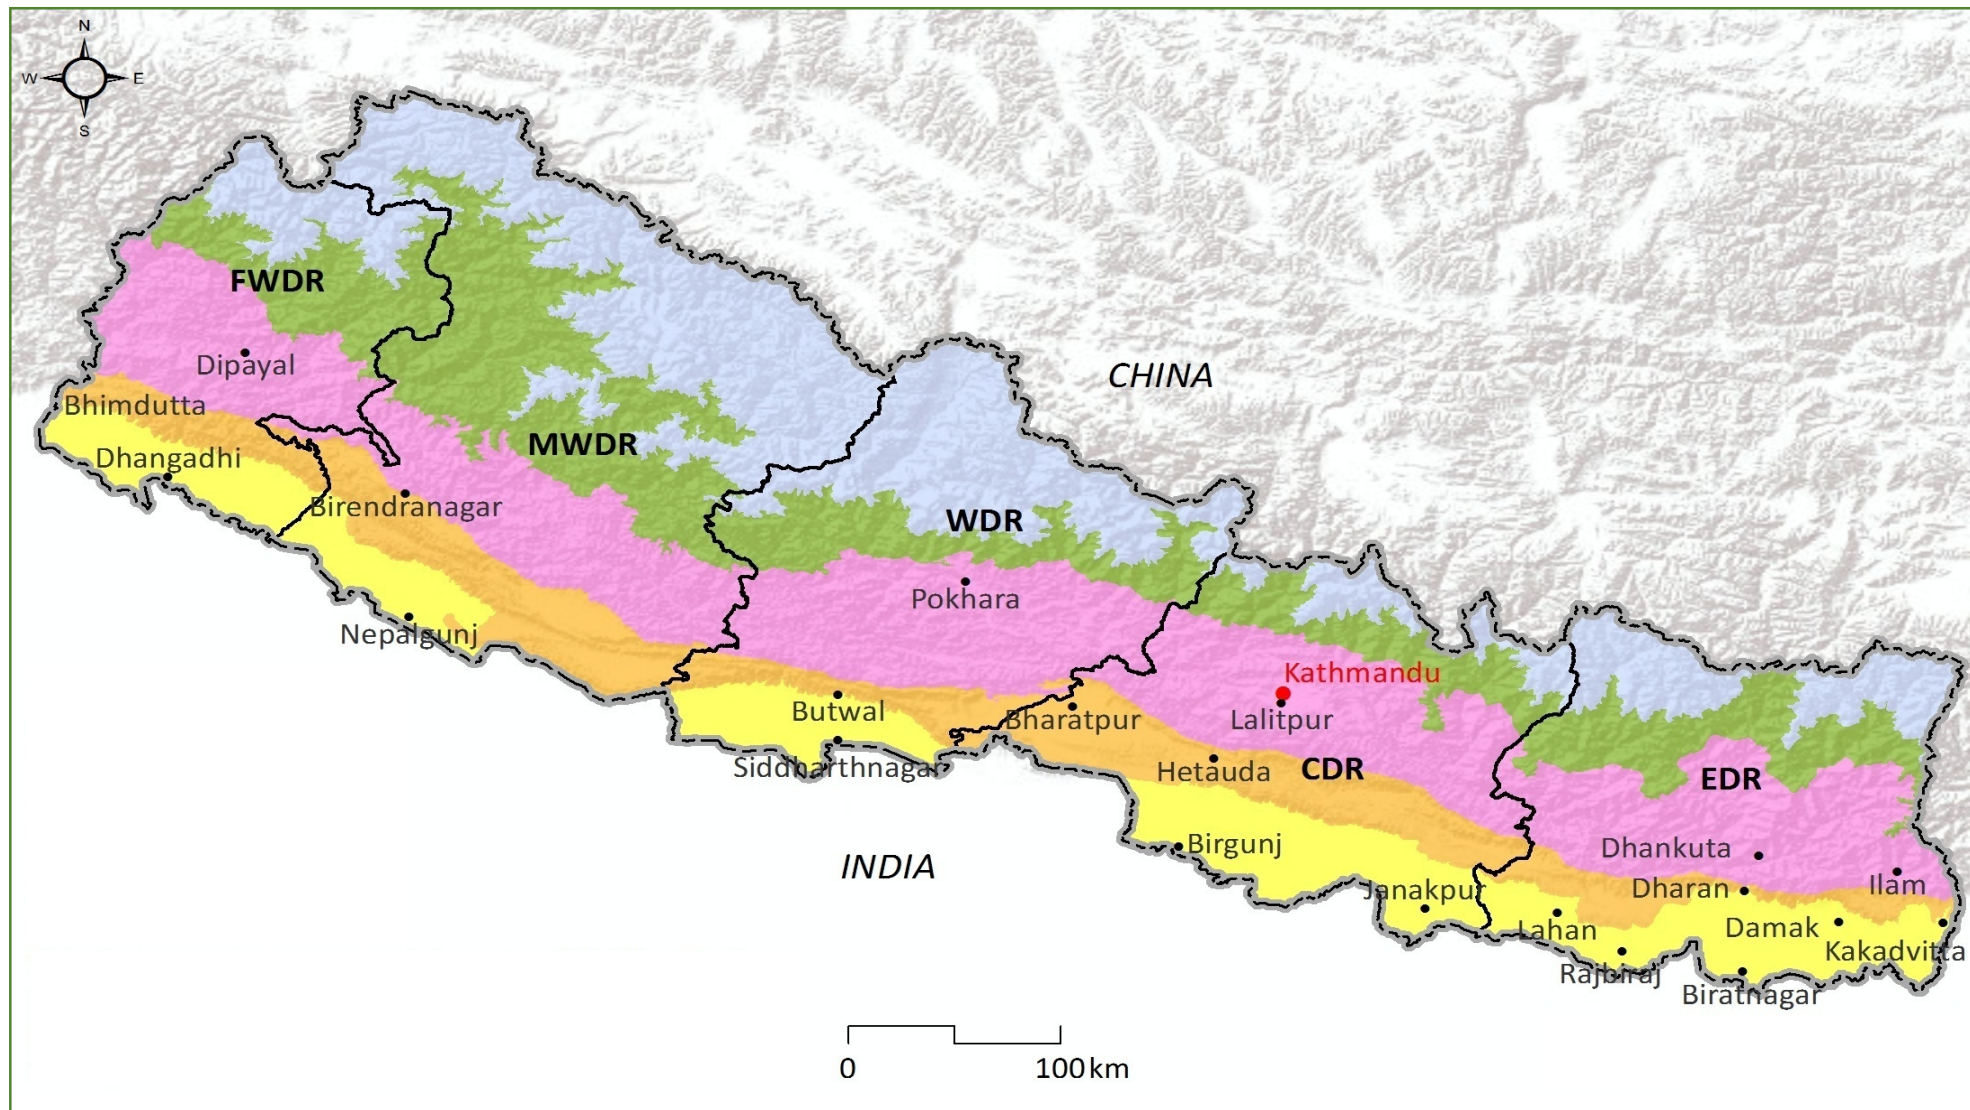 N
W E
S
FWDR
Dipayal
CHINA
Bhimdutta
MWDR
Dhangadhi
Birendranagar
WDR
Pokhara
Nepalgunj
Kathmandu
Butwal
Bharatpur
Lalitpur
Siddharthnagar
Hetauda
CDR
EDR
Birgunj
Dhankuta
INDIA
Janakpur
Dharan
Ilam
Lahan
Damak
Kakadvitta
Rajbiraj
Biratnagar
0 100 km